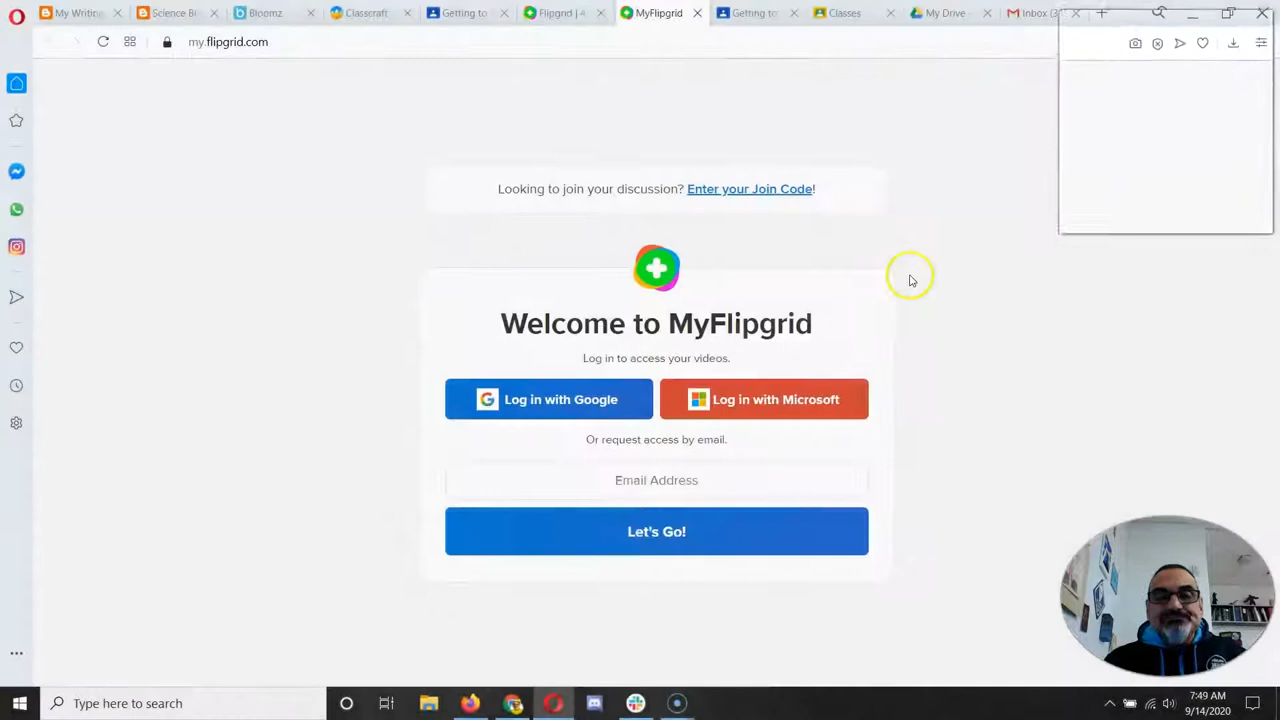 My Writing
Science Bl
Bloomz
Classcraft
Getting to
Flipgrid | 4
MyFlipgrid
Getting to
Classes
My Drive
Inbox (3
my.flipgrid.com
Looking to join your discussion? Enter your Join Code!
Welcome to MyFlipgrid
Log in to access your videos.
Log in with Google
Log in with Microsoft
Or request access by email.
Email Address
Let's Go!
Type here to search
7:49 AM
9/14/2020